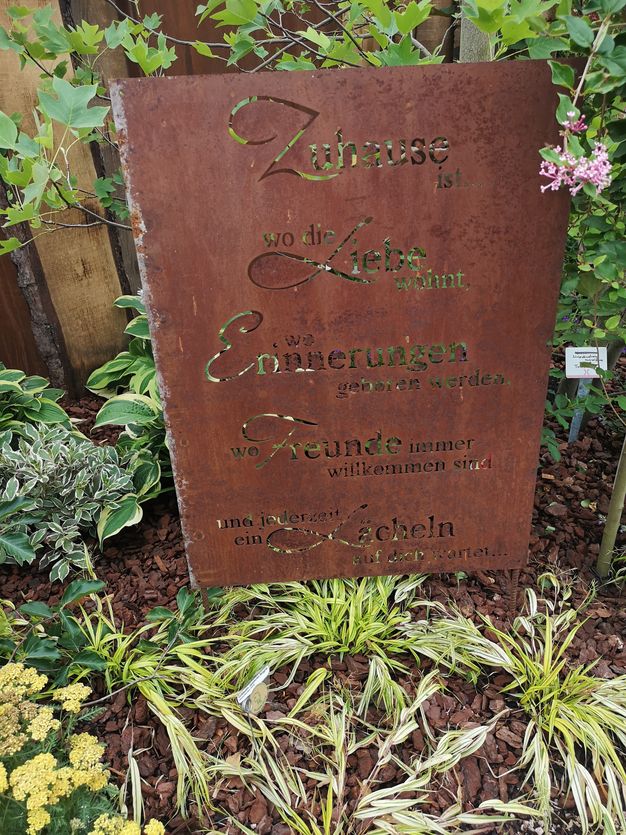 Zuhause
ist...
wo die Liebe
wohnt,
wo
Erinnerungen
geboren werden,
wo Freunde immer
willkommen sind
und jederzeit
ein Lächeln
auf dich wartet...